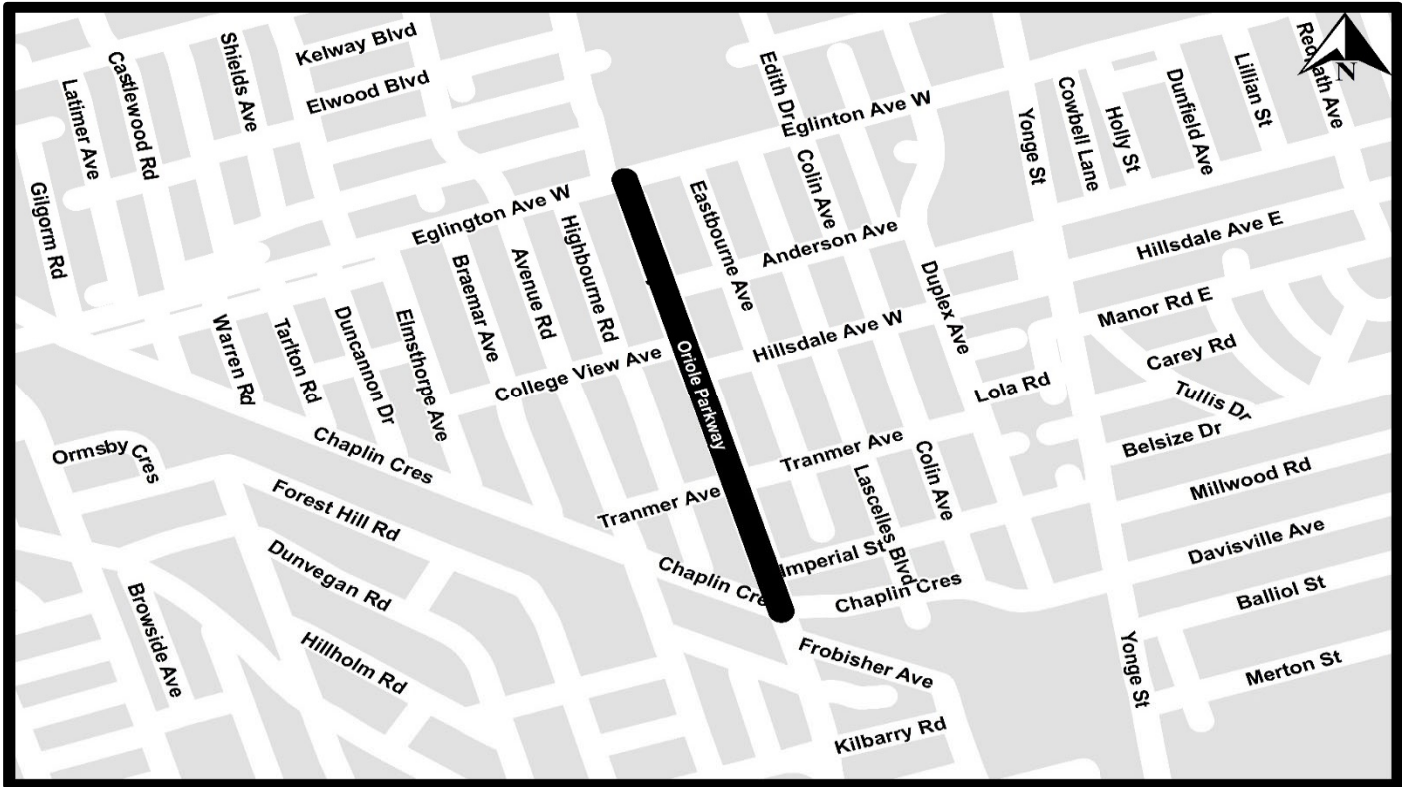 Kelway Blvd
Elwood Blvd
Shields Ave
Castlewood Rd
Latimer Ave
Gilgorm Rd
Edith Dr
Eglinton Ave W
Colin Ave
Yonge St
Cowbell Lane
Holly St
Dunfield Ave
Lillian St
Redpath Ave
N
Eglington Ave W
Highbourne Rd
Avenue Rd
Braemar Ave
Eastbourne Ave
Anderson Ave
Duplex Ave
Hillsdale Ave E
Manor Rd E
Carey Rd
Tullis Dr
Belsize Dr
Millwood Rd
Davisville Ave
Balliol St
Merton St
Warren Rd
Tarlton Rd
Duncannon Dr
Elmsthorpe Ave
College View Ave
Oriole Parkway
Hillsdale Ave W
Lola Rd
Chaplin Cres
Ormsby Cres
Forest Hill Rd
Dunvegan Rd
Hillholm Rd
Browside Ave
Tranmer Ave
Tranmer Ave
Lascelles Blvd
Colin Ave
Imperial St
Chaplin Cres
Chaplin Cres
Frobisher Ave
Kilbarry Rd
Yonge St